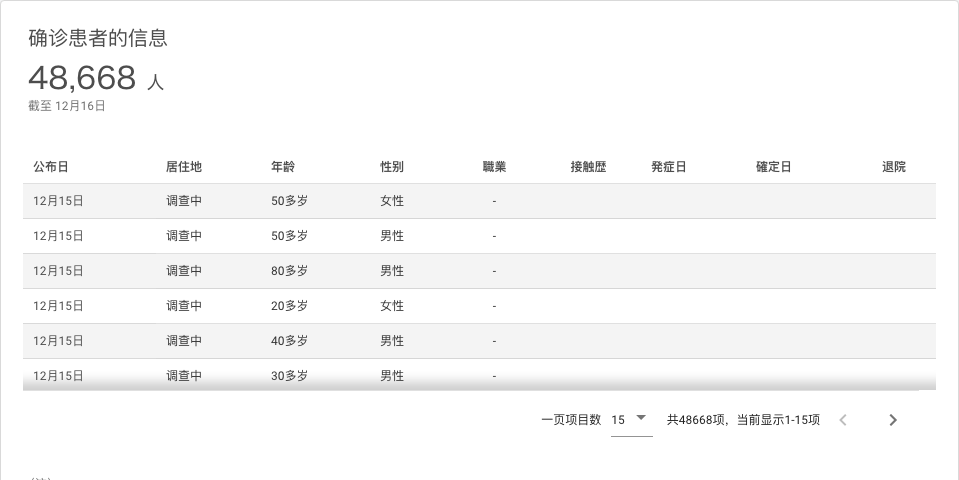 确诊患者的信息
48,668 人
截至 12月16日
公布日 居住地 年龄 性别 職業 接触歴 発症日 確定日 退院
12月15日 调查中 50多岁 女性 -
12月15日 调查中 50多岁 男性 -
12月15日 调查中 80多岁 男性 -
12月15日 调查中 20多岁 女性 -
12月15日 调查中 40多岁 男性 -
12月15日 调查中 30多岁 男性 -
一页项目数 15 共48668项，当前显示1-15项